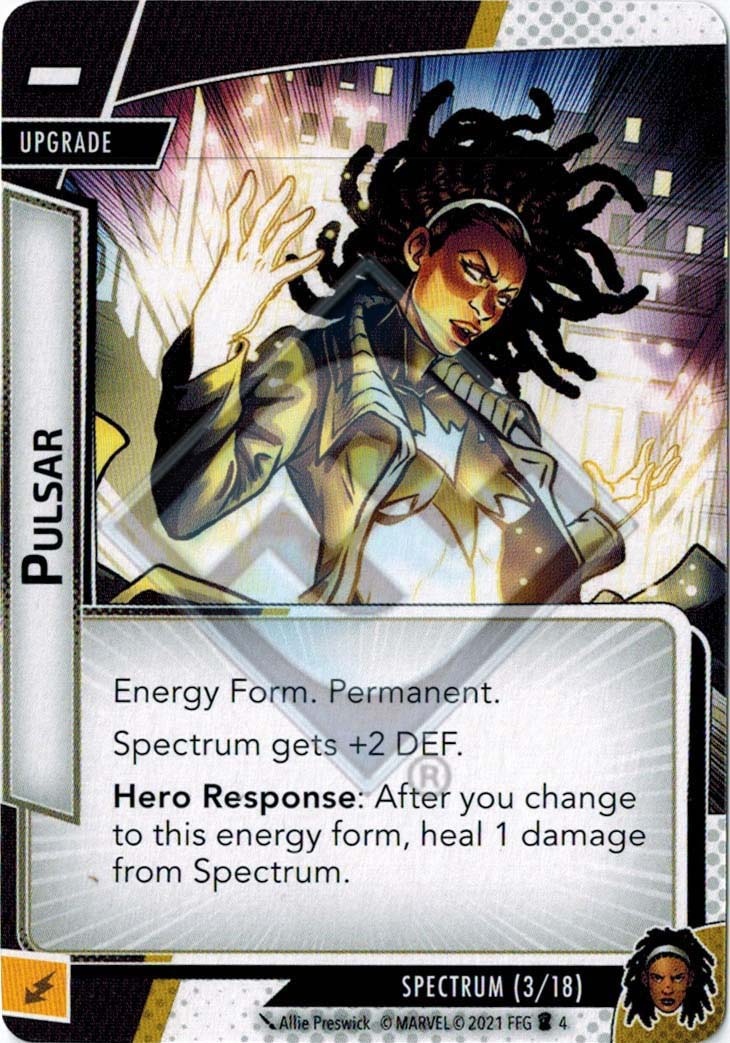 UPGRADE
PULSAR
Energy Form. Permanent.
Spectrum gets +2 DEF.
Hero Response: After you change
to this energy form, heal 1 damage
from Spectrum.
®
SPECTRUM (3/18)
Allie Preswick © MARVEL © 2021 FFG 4